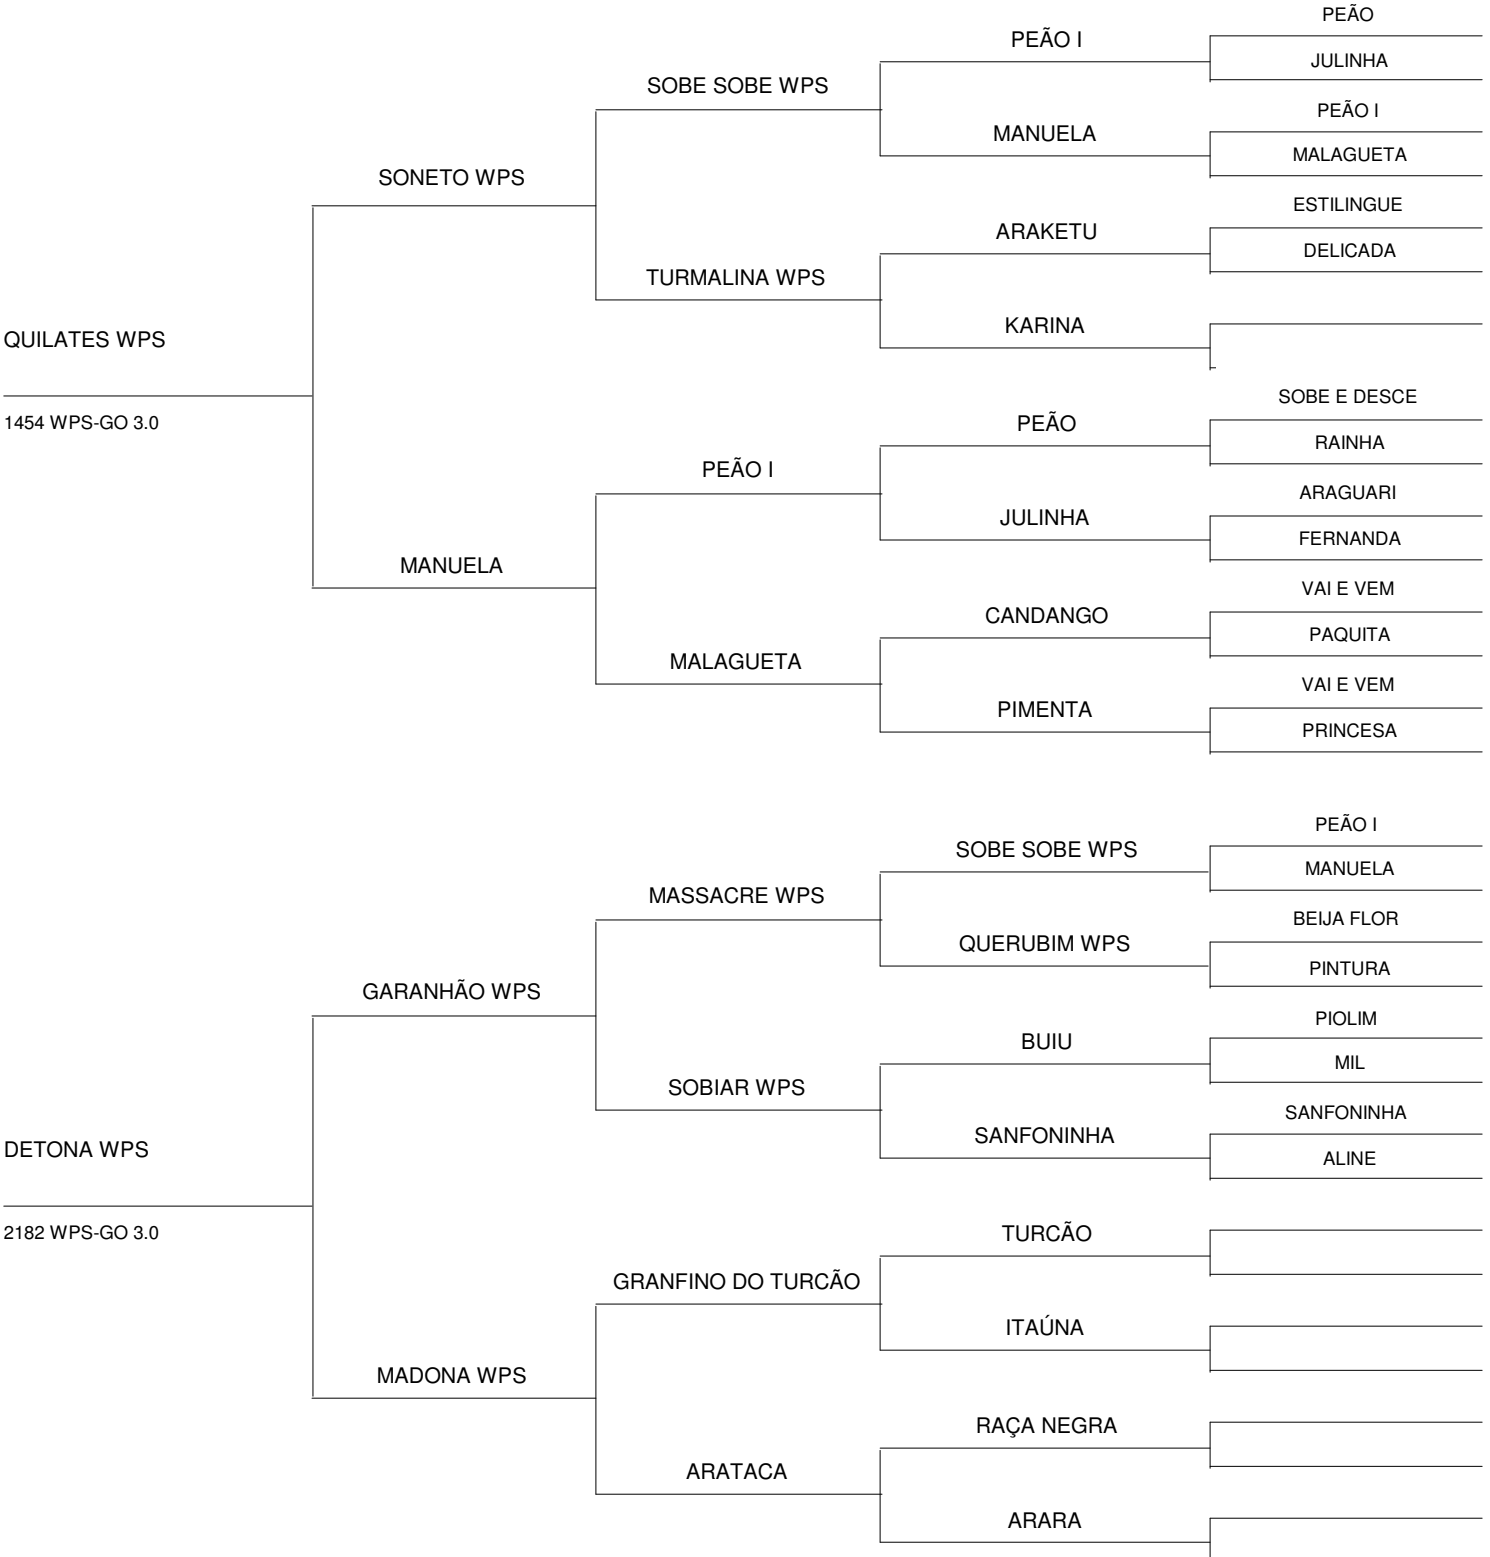 PEÃO
PEÃO I
JULINHA
SOBE SOBE WPS
PEÃO I
MANUELA
MALAGUETA
SONETO WPS
ESTILINGUE
ARAKETU
DELICADA
TURMALINA WPS
KARINA
QUILATES WPS
1454 WPS-GO 3.0
SOBE E DESCE
PEÃO
RAINHA
PEÃO I
ARAGUARI
JULINHA
FERNANDA
MANUELA
VAI E VEM
CANDANGO
PAQUITA
MALAGUETA
VAI E VEM
PIMENTA
PRINCESA
PEÃO I
SOBE SOBE WPS
MANUELA
MASSACRE WPS
BEIJA FLOR
QUERUBIM WPS
PINTURA
GARANHÃO WPS
PIOLIM
BUIU
MIL
SOBIAR WPS
SANFONINHA
SANFONINHA
ALINE
DETONA WPS
2182 WPS-GO 3.0
TURCÃO
GRANFINO DO TURCÃO
ITAÚNA
MADONA WPS
RAÇA NEGRA
ARATACA
ARARA